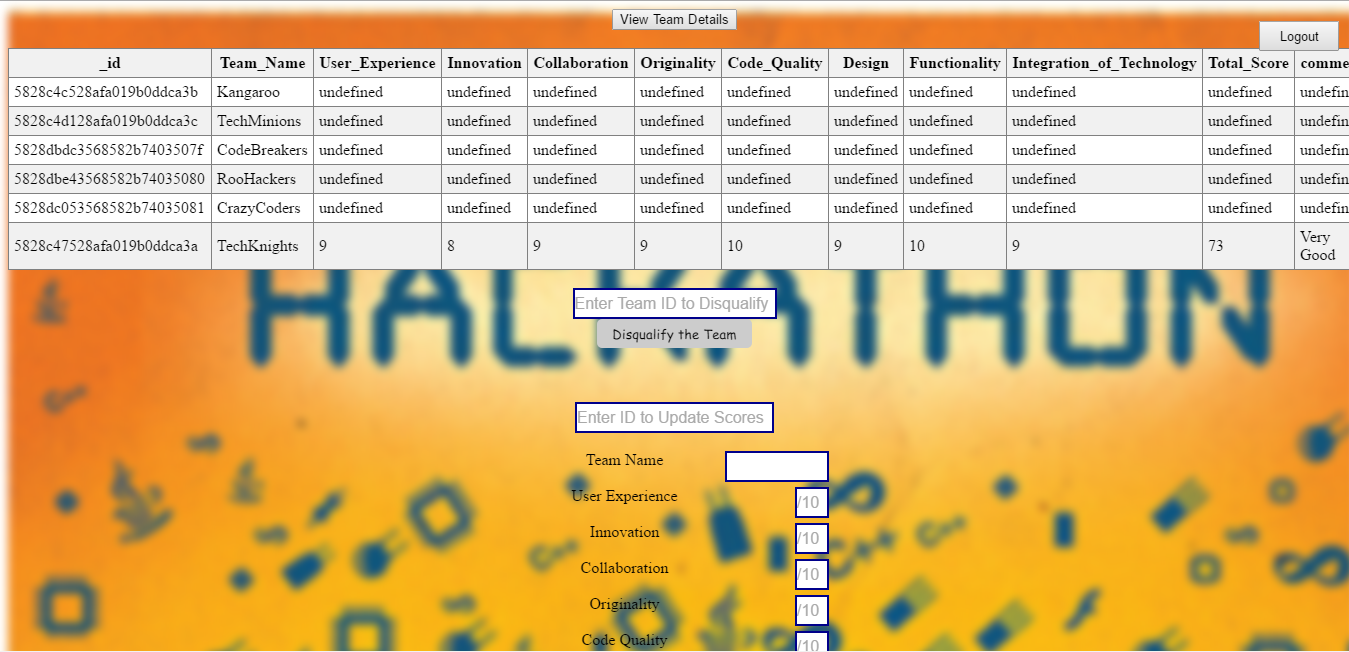 View Team Details
Logout
_id Team_Name User_Experience Innovation Collaboration Originality Code_Quality Design Functionality Integration_of_Technology Total_Score comme
5828c4c528afa019b0ddca3b Kangaroo undefined undefined undefined undefined undefined undefined undefined undefined undefined undefin
5828c4d128afa019b0ddca3c TechMinions undefined undefined undefined undefined undefined undefined undefined undefined undefined undefin
5828dbdc3568582b7403507f CodeBreakers undefined undefined undefined undefined undefined undefined undefined undefined undefined undefin
5828dbe43568582b74035080 RooHackers undefined undefined undefined undefined undefined undefined undefined undefined undefined undefin
5828dc053568582b74035081 CrazyCoders undefined undefined undefined undefined undefined undefined undefined undefined undefined undefin
5828c47528afa019b0ddca3a TechKnights 9 8 9 9 10 9 10 9 73 Very Good
HACKATHON
Enter Team ID to Disqualify
Disqualify the Team
Enter ID to Update Scores
Team Name
User Experience /10
Innovation /10
Collaboration /10
Originality /10
Code Quality /10
C++
C++
C++
C++